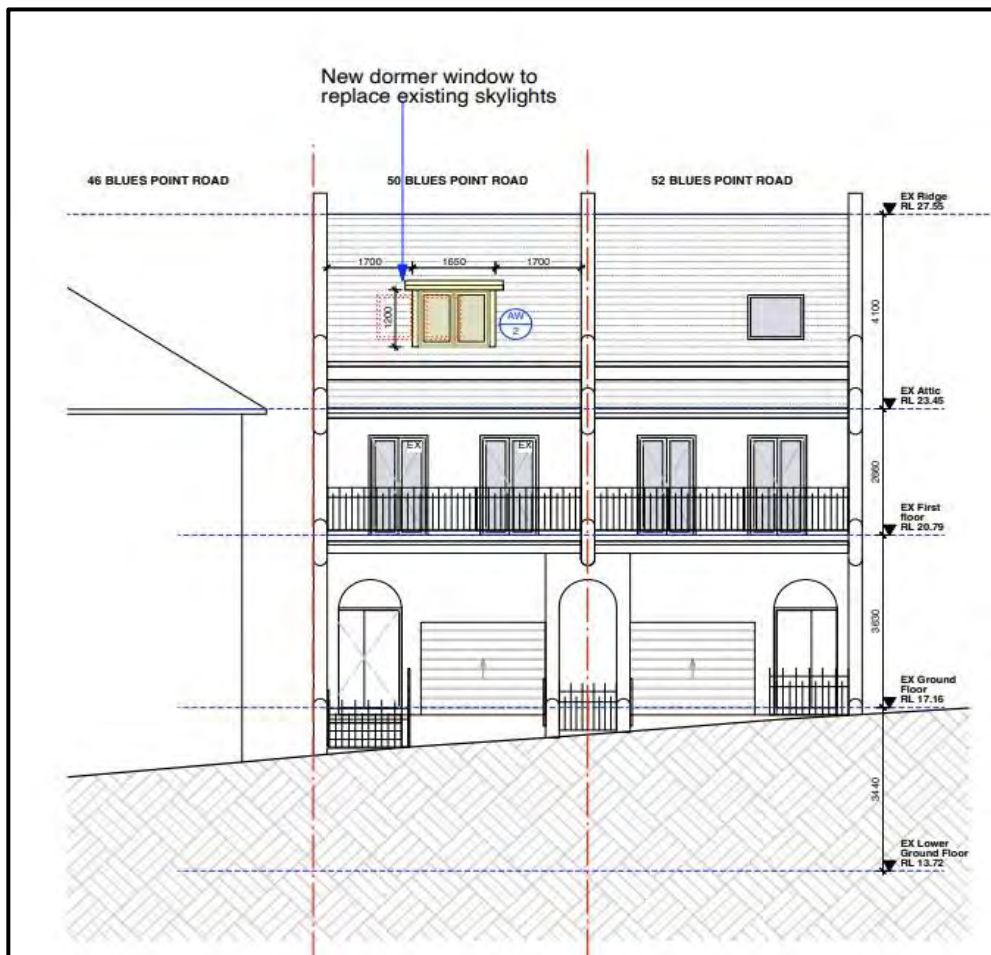 New dormer window to
replace existing skylights
46 BLUES POINT ROAD
50 BLUES POINT ROAD
52 BLUES POINT ROAD
EX Ridge
RL 27.55
1700
1650
1700
1200
AW
2
4100
EX Attic
RL 23.45
EX
EX
2660
EX First
floor
RL 20.79
3630
EX Ground
Floor
RL 17.16
3440
EX Lower
Ground Floor
RL 13.72